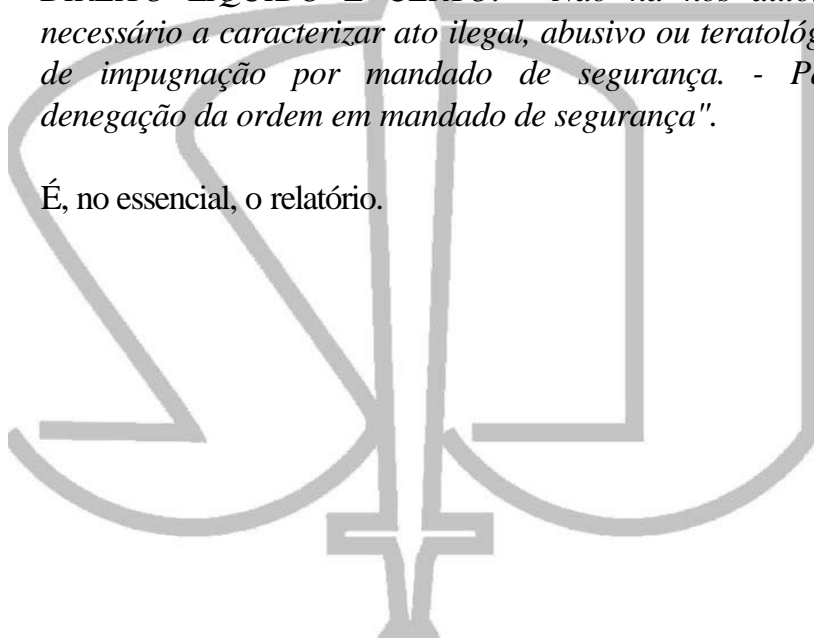 necessário a caracterizar ato ilegal, abusivo ou teratológ
de impugnação por mandado de segurança. - P
denegação da ordem em mandado de segurança".
É, no essencial, o relatório.